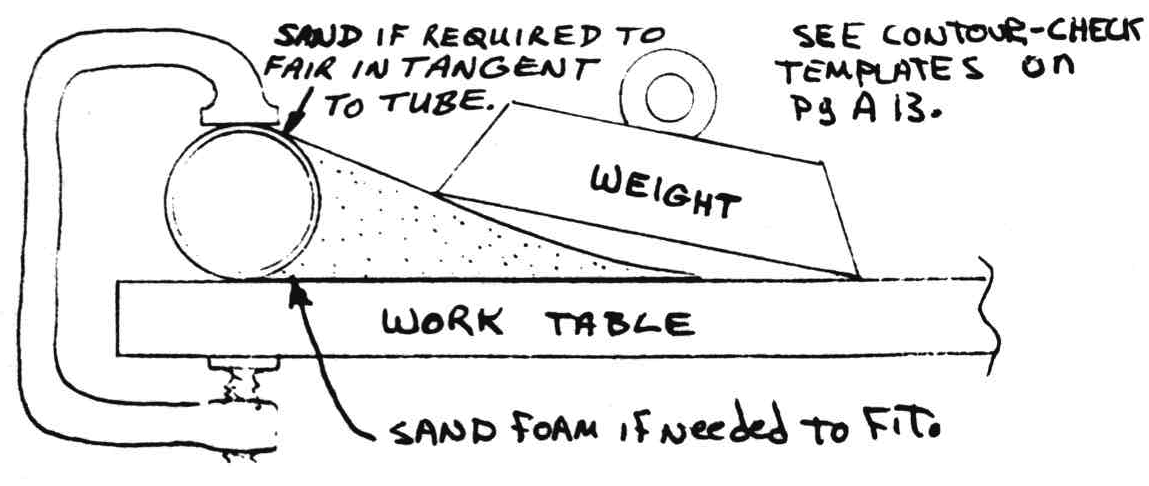 SAND IF REQUIRED TO
FAIR IN TANGENT
TO TUBE.
SEE CONTOUR-CHECK
TEMPLATES on
pg A 13.
WEIGHT
WORK TABLE
SAND FOAM IF Needed to FiT.